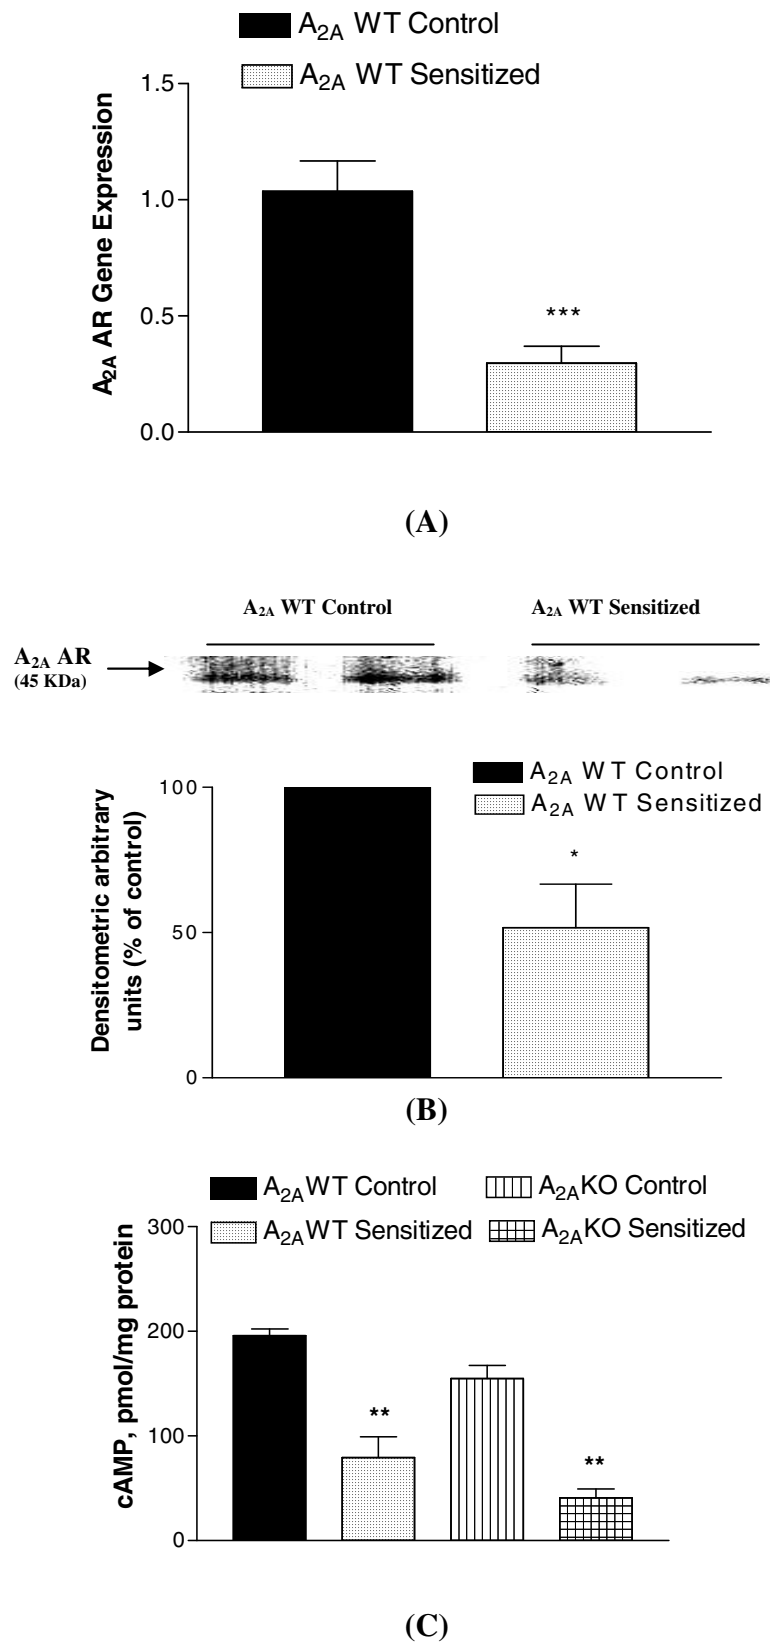 A2A WT Control
A2A WT Sensitized
1.5
1.0
0.5
0.0
A2A AR Gene Expression
***
(A)
A2A WT Control A2A WT Sensitized
A2A AR
(45 KDa)
A2A WT Control
A2A WT Sensitized
100
50
0
Densitometric arbitrary
units (% of control)
*
(B)
A2AWT Control A2AKO Control
A2AWT Sensitized A2AKO Sensitized
300
200
100
0
cAMP, pmol/mg protein
**
**
(C)